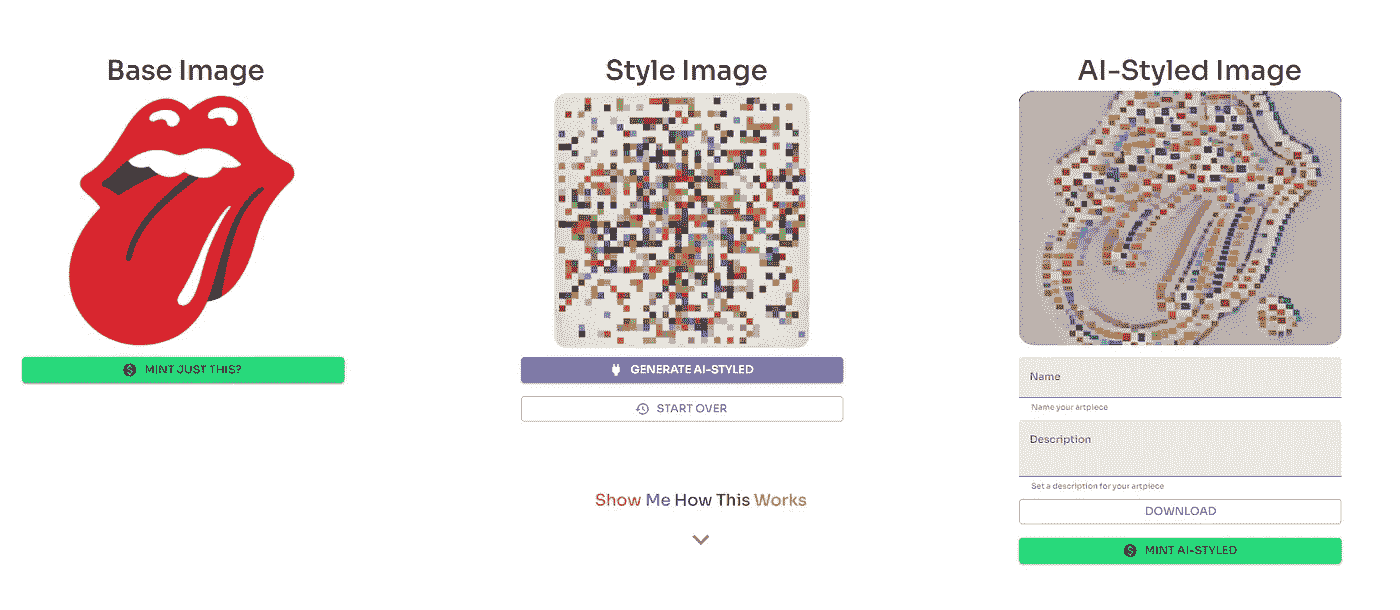 Base Image
MINT JUST THIS?
Style Image
GENERATE AI-STYLED
START OVER
Show Me How This Works
AI-Styled Image
Name
Name your artpiece
Description
Set a description for your artpiece
DOWNLOAD
MINT AI-STYLED